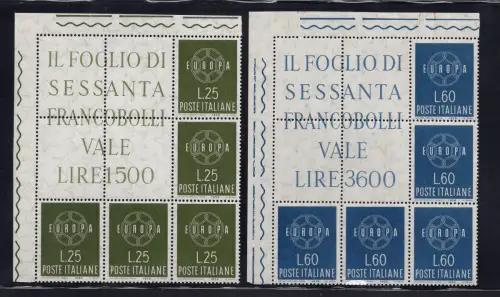 IL FOGLIO DI
SESSANTA
FRANCOBOLLI
VALE
LIRE 1500
EUROPA
L.25
POSTE ITALIANE
EUROPA
L.25
POSTE ITALIANE
EUROPA
L.25
POSTE ITALIANE
EUROPA
L.25
POSTE ITALIANE
EUROPA
L.25
POSTE ITALIANE
IL FOGLIO DI
SESSANTA
FRANCOBOLLI
VALE
LIRE 3600
EUROPA
L.60
POSTE ITALIANE
EUROPA
L.60
POSTE ITALIANE
EUROPA
L.60
POSTE ITALIANE
EUROPA
L.60
POSTE ITALIANE
EUROPA
L.60
POSTE ITALIANE